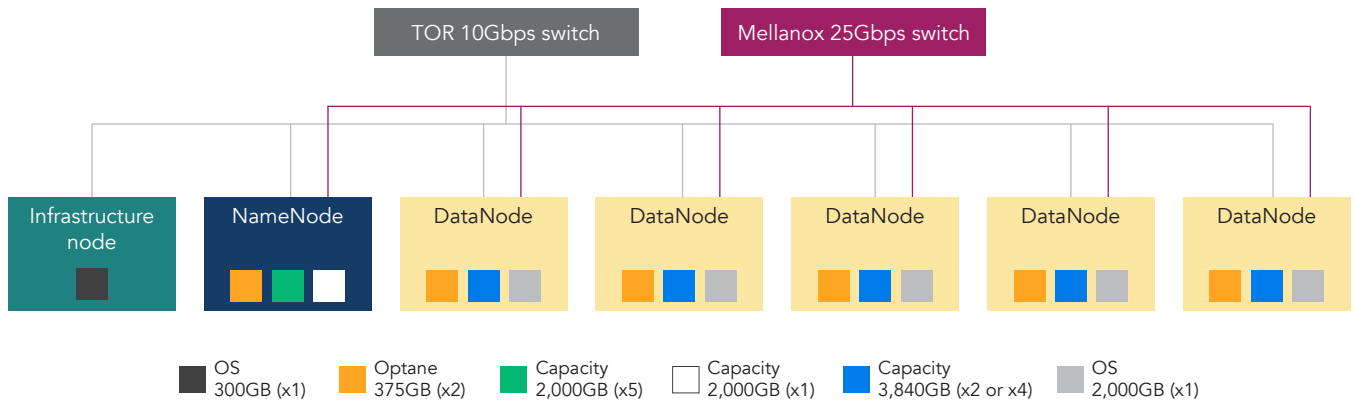 TOR 10Gbps switch
Mellanox 25Gbps switch
Infrastructure
node
NameNode
DataNode
DataNode
DataNode
DataNode
DataNode
OS
300GB (x1)
Optane
375GB (x2)
Capacity
2,000GB (x5)
Capacity
2,000GB (x1)
Capacity
3,840GB (x2 or x4)
OS
2,000GB (x1)